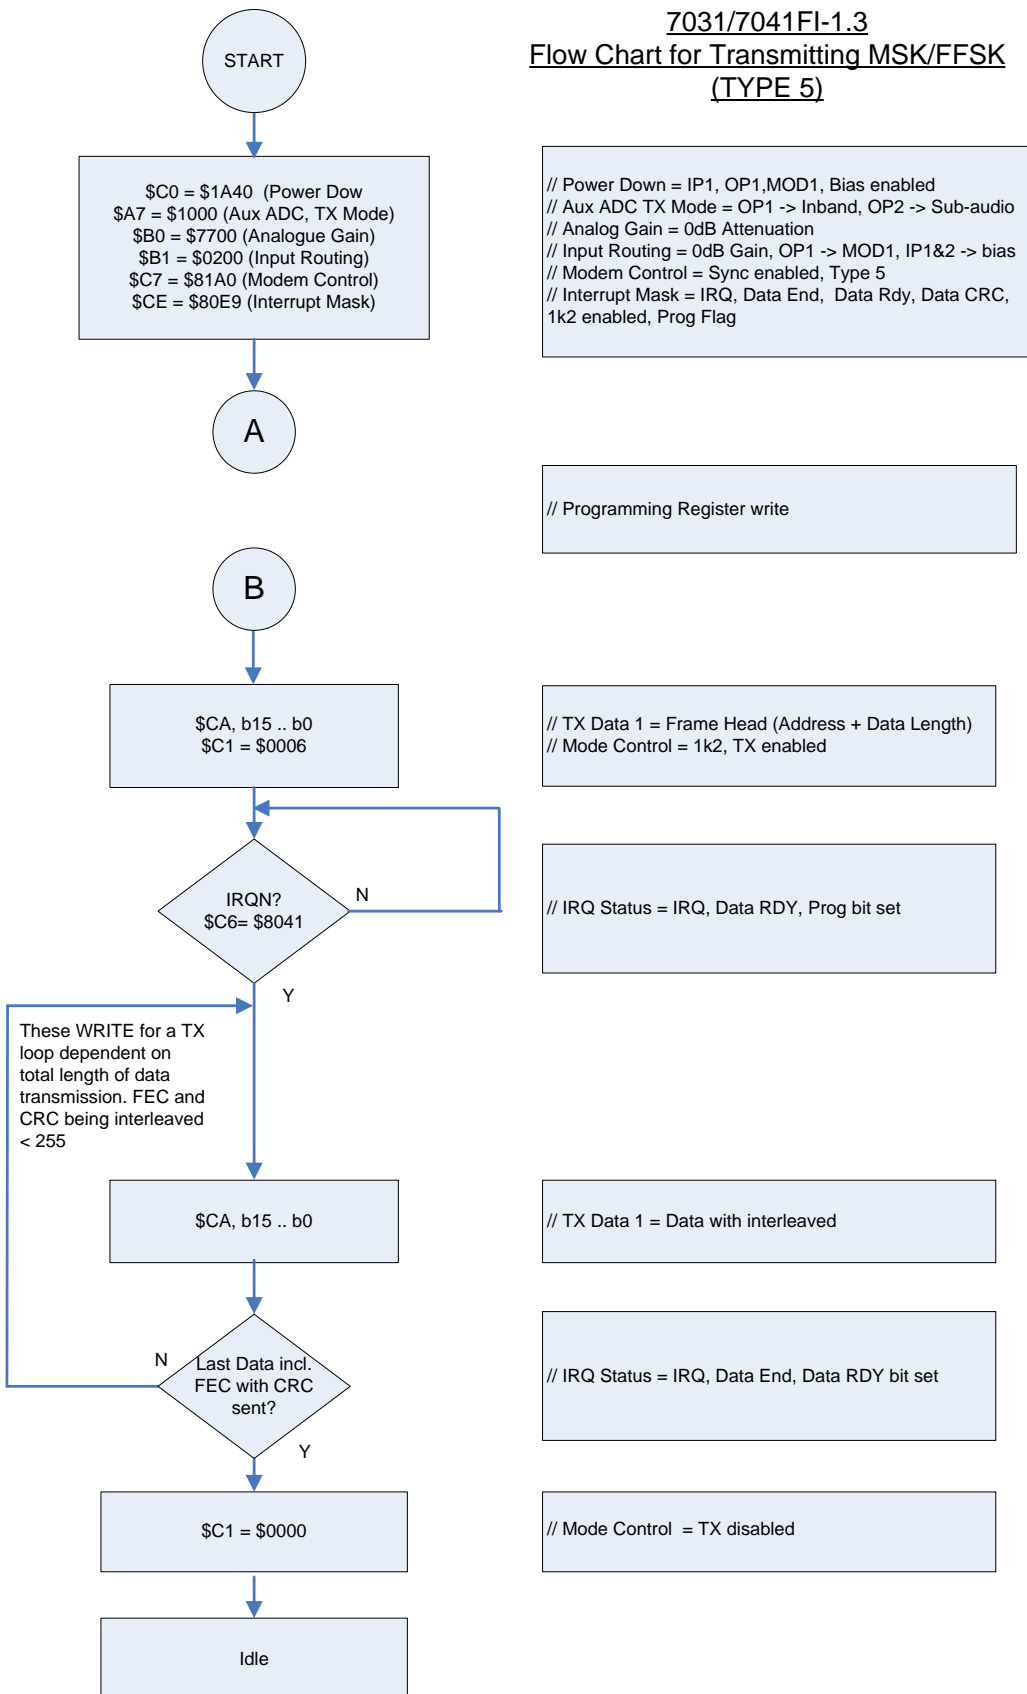 7031/7041FI-1.3
Flow Chart for Transmitting MSK/FFSK
(TYPE 5)
START
$C0 = $1A40  (Power Dow
$A7 = $1000 (Aux ADC, TX Mode)
$B0 = $7700 (Analogue Gain)
$B1 = $0200 (Input Routing)
$C7 = $81A0 (Modem Control)
$CE = $80E9 (Interrupt Mask)
// Power Down = IP1, OP1,MOD1, Bias enabled
// Aux ADC TX Mode = OP1 -> Inband, OP2 -> Sub-audio
// Analog Gain = 0dB Attenuation
// Input Routing = 0dB Gain, OP1 -> MOD1, IP1&2 -> bias
// Modem Control = Sync enabled, Type 5
// Interrupt Mask = IRQ, Data End,  Data Rdy, Data CRC,
1k2 enabled, Prog Flag
A
// Programming Register write
B
$CA, b15 .. b0
$C1 = $0006
// TX Data 1 = Frame Head (Address + Data Length)
// Mode Control = 1k2, TX enabled
IRQN?
$C6= $8041
N
Y
// IRQ Status = IRQ, Data RDY, Prog bit set
These WRITE for a TX
loop dependent on
total length of data
transmission. FEC and
CRC being interleaved
< 255
$CA, b15 .. b0
// TX Data 1 = Data with interleaved
Last Data incl.
FEC with CRC
sent?
N
Y
// IRQ Status = IRQ, Data End, Data RDY bit set
$C1 = $0000
// Mode Control  = TX disabled
Idle